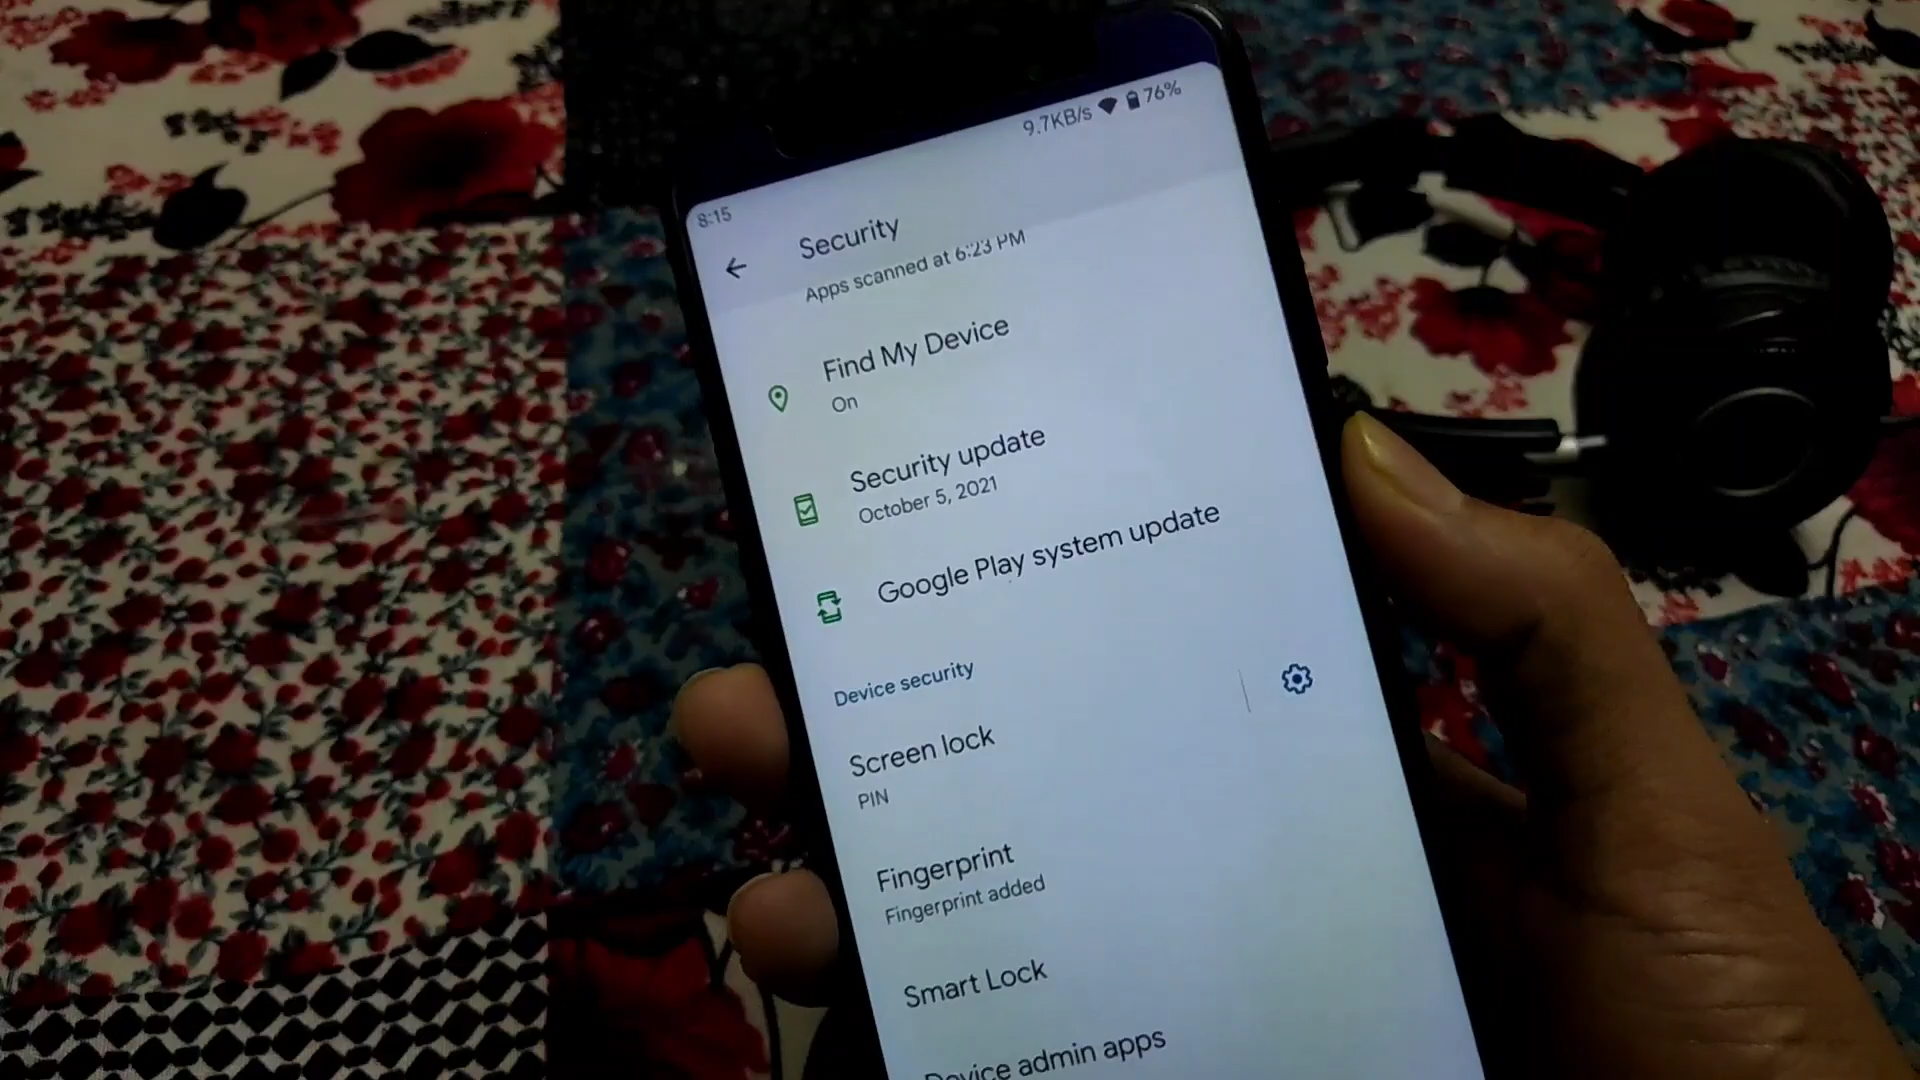 8:15
9.7KB/s 76%
Security
Apps scanned at 6:23 PM
Find My Device
On
Security update
October 5, 2021
Google Play system update
Device security
Screen lock
PIN
Fingerprint
Fingerprint added
Smart Lock
Device admin apps